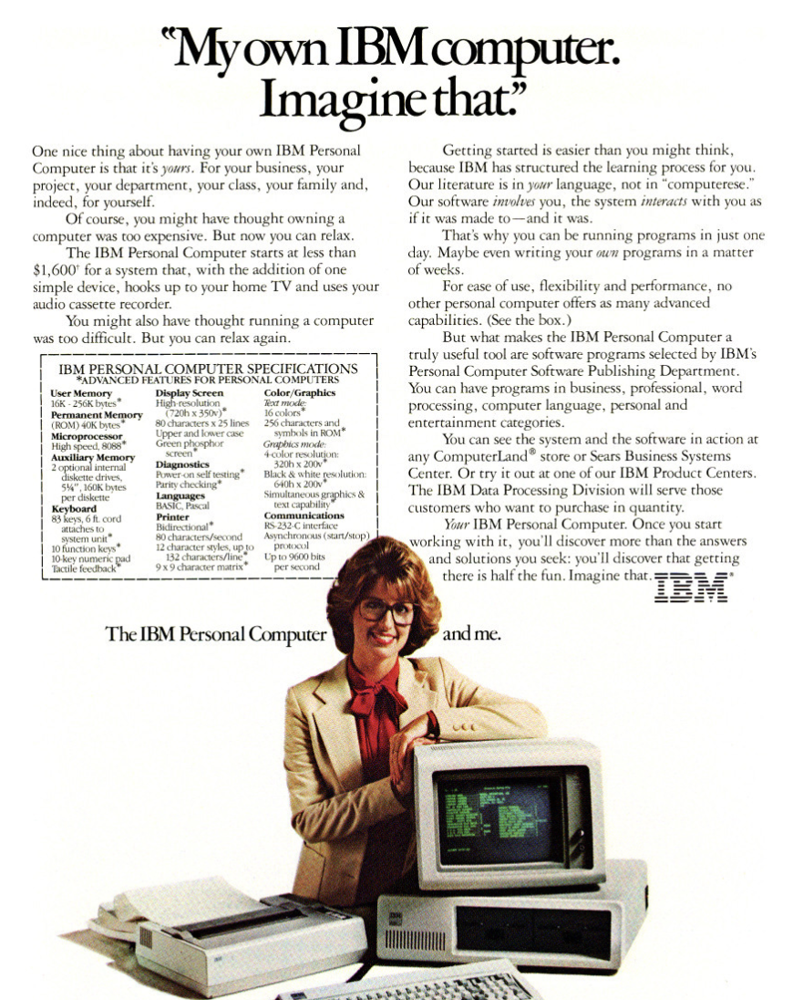 “My own IBM computer.
Imagine that.”
One nice thing about having your own IBM Personal
Computer is that it's yours. For your business, your
project, your department, your class, your family and,
indeed, for yourself.
Of course, you might have thought owning a
computer was too expensive. But now you can relax.
The IBM Personal Computer starts at less than
$1,600† for a system that, with the addition of one
simple device, hooks up to your home TV and uses your
audio cassette recorder.
You might also have thought running a computer
was too difficult. But you can relax again.
IBM PERSONAL COMPUTER SPECIFICATIONS
*ADVANCED FEATURES FOR PERSONAL COMPUTERS
User Memory
16K - 256K bytes*
Permanent Memory
(ROM) 40K bytes*
Microprocessor
High speed, 8088*
Auxiliary Memory
2 optional internal
diskette drives,
5¼", 160K bytes
per diskette
Keyboard
83 keys, 6 ft. cord
attaches to
system unit*
10 function keys*
10-key numeric pad
Tactile feedback*
Display Screen
High-resolution
(720h x 350v)*
80 characters x 25 lines
Upper and lower case
Green phosphor
screen*
Diagnostics
Power-on self testing*
Parity checking*
Languages
BASIC, Pascal
Printer
Bidirectional*
80 characters/second
12 character styles, up to
132 characters/line*
9 x 9 character matrix*
Color/Graphics
Text mode:
16 colors*
256 characters and
symbols in ROM*
Graphics mode:
4-color resolution:
320h x 200v*
Black & white resolution:
640h x 200v*
Simultaneous graphics &
text capability*
Communications
RS-232-C interface
Asynchronous (start/stop)
protocol
Up to 9600 bits
per second
Getting started is easier than you might think,
because IBM has structured the learning process for you.
Our literature is in your language, not in “computerese.”
Our software involves you, the system interacts with you as
if it was made to—and it was.
That's why you can be running programs in just one
day. Maybe even writing your own programs in a matter
of weeks.
For ease of use, flexibility and performance, no
other personal computer offers as many advanced
capabilities. (See the box.)
But what makes the IBM Personal Computer a
truly useful tool are software programs selected by IBM's
Personal Computer Software Publishing Department.
You can have programs in business, professional, word
processing, computer language, personal and
entertainment categories.
You can see the system and the software in action at
any ComputerLand® store or Sears Business Systems
Center. Or try it out at one of our IBM Product Centers.
The IBM Data Processing Division will serve those
customers who want to purchase in quantity.
Your IBM Personal Computer. Once you start
working with it, you'll discover more than the answers
and solutions you seek: you'll discover that getting
there is half the fun. Imagine that.
IBM®
The IBM Personal Computer and me.
IBM